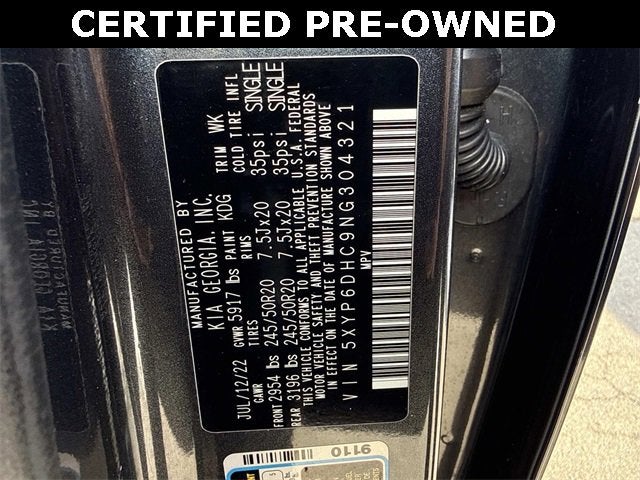 CERTIFIED PRE-OWNED
MANUFACTURED BY
KIA GEORGIA, INC.
JUL/12/22 GVWR 5917 lbs PAINT KDG TRIM WK
GAWR TIRES RIMS COLD TIRE INFL
FRONT 2954 lbs 245/50R20 7.5Jx20 35psi SINGLE
REAR 3196 lbs 245/50R20 7.5Jx20 35psi SINGLE
THIS VEHICLE CONFORMS TO ALL APPLICABLE U.S.A. FEDERAL
MOTOR VEHICLE SAFETY AND THEFT PREVENTION STANDARDS
IN EFFECT ON THE DATE OF MANUFACTURE SHOWN ABOVE
VIN 5XYP6DHC9NG304321
MPV
9110